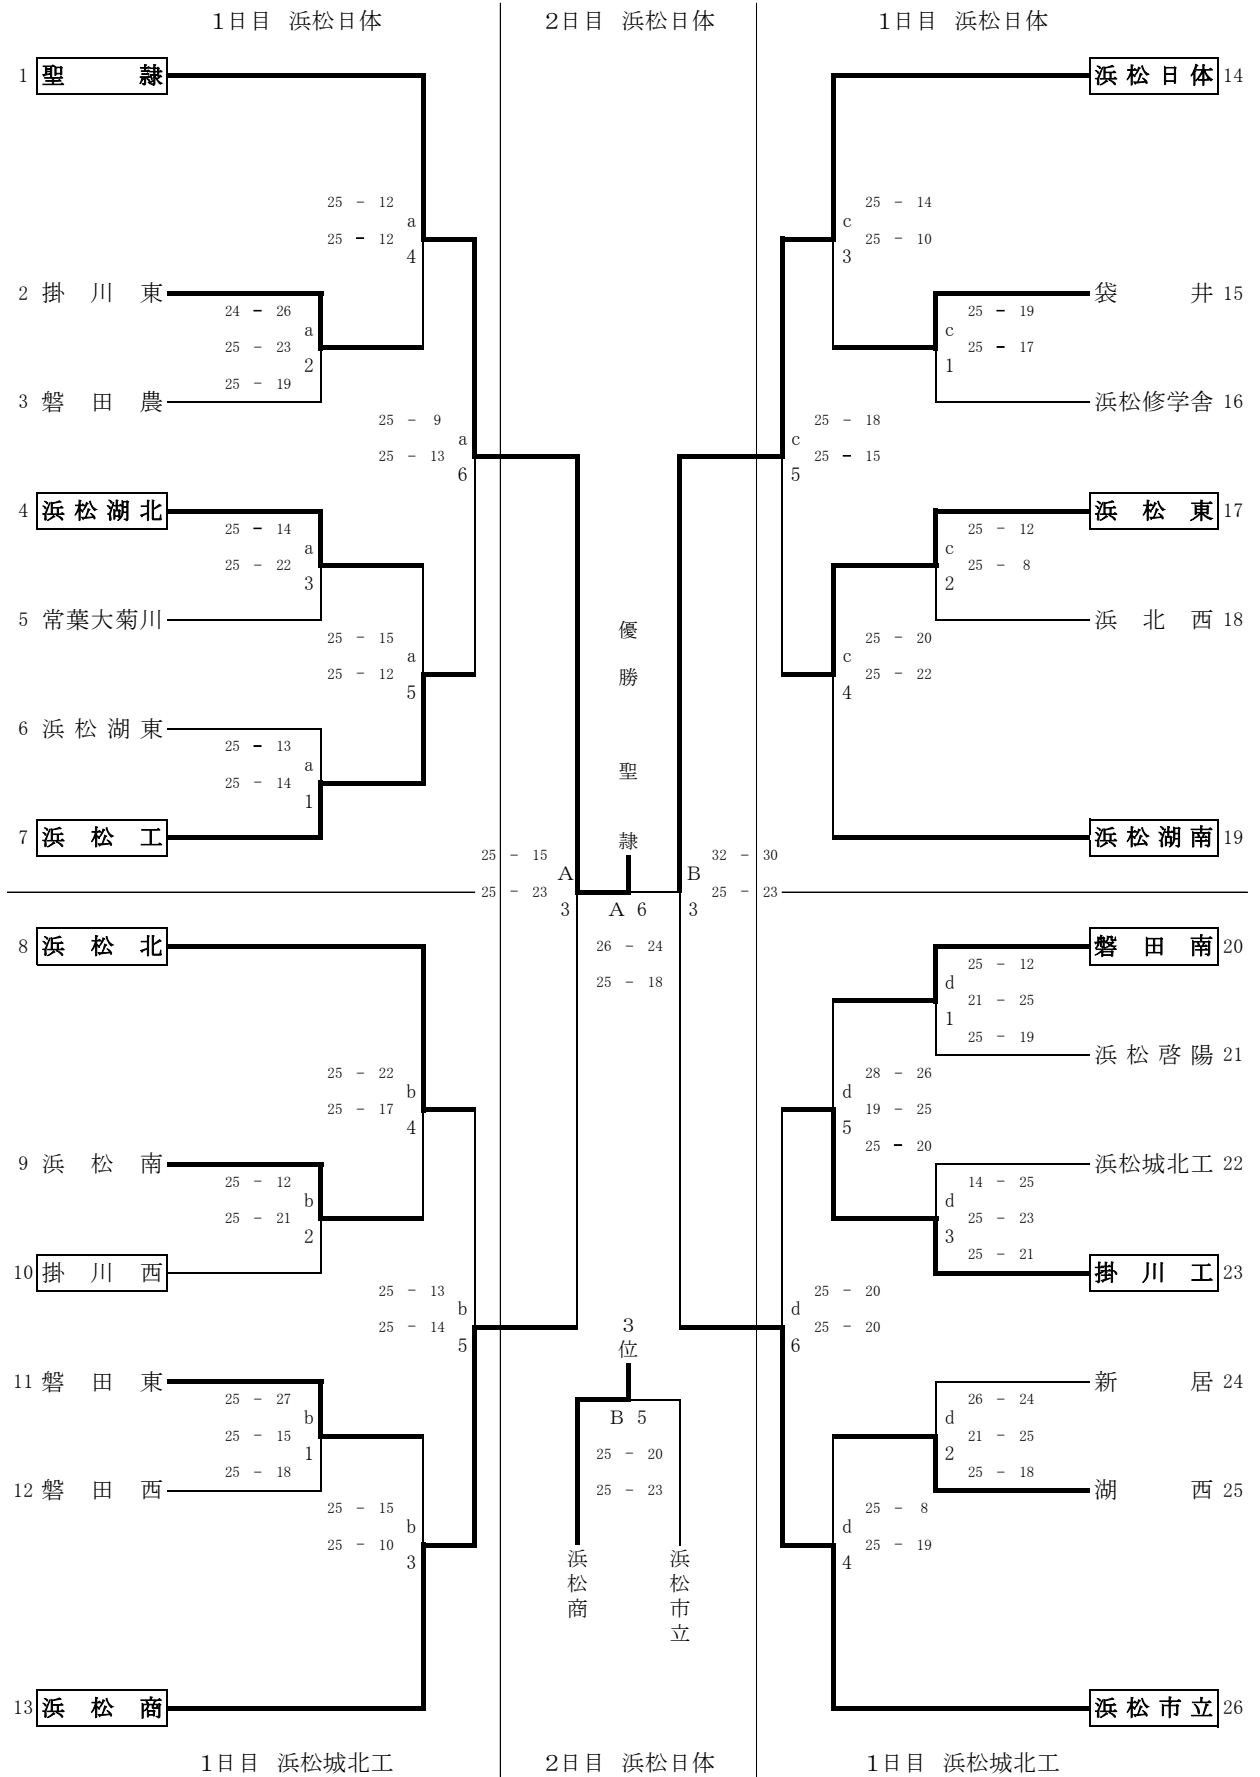 1日目 浜松日体
2日目 浜松日体
1日目 浜松日体
1 聖隷
25 - 12
a
25 - 12
4
2 掛川東
24 - 26
a
25 - 23
2
25 - 19
3 磐田農
25 - 9
a
25 - 13
6
4 浜松湖北
25 - 14
a
25 - 22
3
5 常葉大菊川
25 - 15
a
25 - 12
5
6 浜松湖東
25 - 13
a
25 - 14
1
7 浜松工
8 浜松北
25 - 22
b
25 - 17
4
9 浜松南
25 - 12
b
25 - 21
2
10 掛川西
25 - 13
b
25 - 14
5
11 磐田東
25 - 27
b
25 - 15
1
25 - 18
12 磐田西
25 - 15
b
25 - 10
3
13 浜松商
優勝 聖隷
25 - 15
A
25 - 23
3
32 - 30
B
25 - 23
3
A 6
26 - 24
25 - 18
3位
B 5
25 - 20
25 - 23
浜松商
浜松市立
浜松日体 14
25 - 14
c
25 - 10
3
袋井 15
25 - 19
c
25 - 17
1
浜松修学舎 16
25 - 18
c
25 - 15
5
浜松東 17
25 - 12
c
25 - 8
2
浜北西 18
25 - 20
c
25 - 22
4
浜松湖南 19
磐田南 20
25 - 12
d
21 - 25
1
25 - 19
浜松啓陽 21
28 - 26
d
19 - 25
5
25 - 20
浜松城北工 22
14 - 25
d
25 - 23
3
25 - 21
掛川工 23
25 - 20
d
25 - 20
6
新居 24
26 - 24
d
21 - 25
2
25 - 18
湖西 25
25 - 8
d
25 - 19
4
浜松市立 26
1日目 浜松城北工
2日目 浜松日体
1日目 浜松城北工